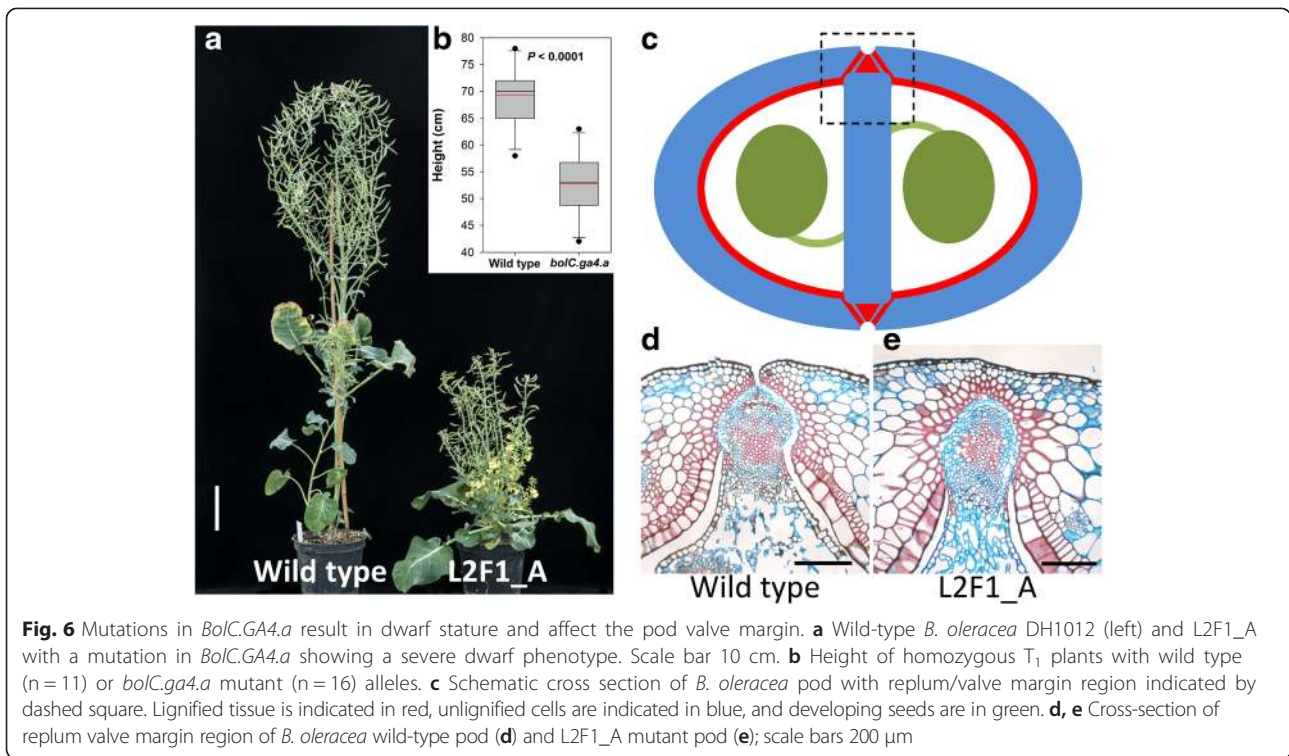 a
b
c
P < 0.0001
80
75
70
65
60
55
50
45
40
Height (cm)
Wild type
bolC.ga4.a
Wild type
L2F1_A
d
e
Wild type
L2F1_A
Fig. 6 Mutations in BolC.GA4.a result in dwarf stature and affect the pod valve margin. a Wild-type B. oleracea DH1012 (left) and L2F1_A
with a mutation in BolC.GA4.a showing a severe dwarf phenotype. Scale bar 10 cm. b Height of homozygous T₁ plants with wild type
(n = 11) or bolC.ga4.a mutant (n = 16) alleles. c Schematic cross section of B. oleracea pod with replum/valve margin region indicated by
dashed square. Lignified tissue is indicated in red, unlignified cells are indicated in blue, and developing seeds are in green. d, e Cross-section of
replum valve margin region of B. oleracea wild-type pod (d) and L2F1_A mutant pod (e); scale bars 200 μm